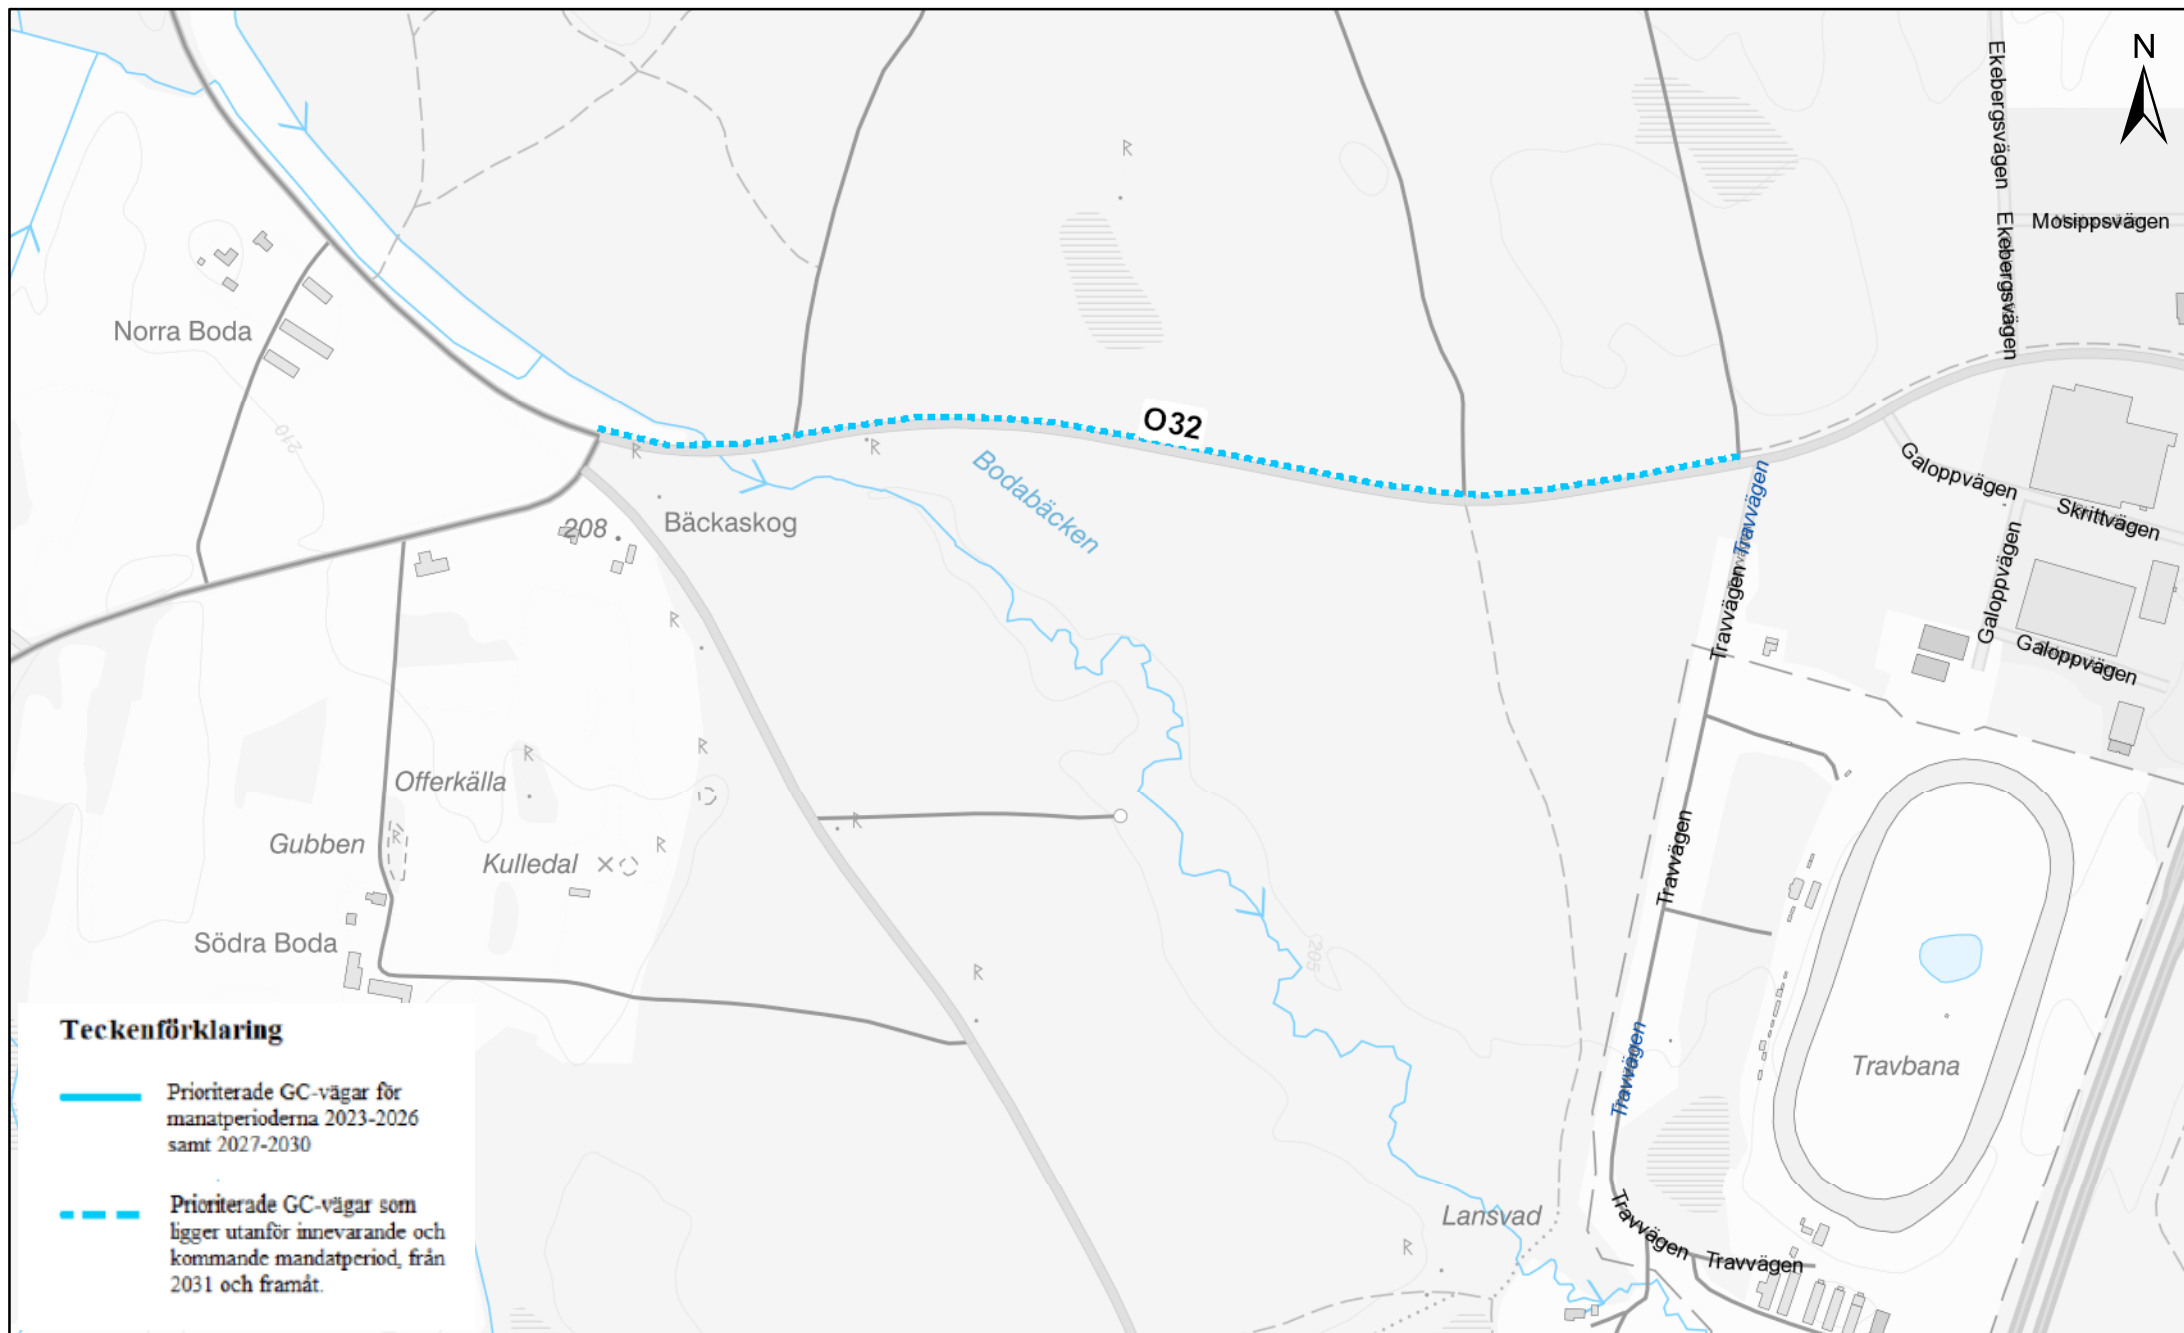 N
Ekebergsvägen
Mosippsvägen
Ekebergsvägen
Norra Boda
210
O32
Bodabäcken
Galoppvägen
Travvägen
Skrittvägen
208
Bäckaskog
Galoppvägen
Travvägen
Galoppvägen
Offerkälla
Gubben
Kulledal
Travvägen
Södra Boda
205
Travvägen
Travbana
Lansvad
Travvägen
Travvägen
Teckenförklaring
Prioriterade GC-vägar för
manatperioderna 2023-2026
samt 2027-2030
Prioriterade GC-vägar som
ligger utanför innevarande och
kommande mandatperiod, från
2031 och framåt.